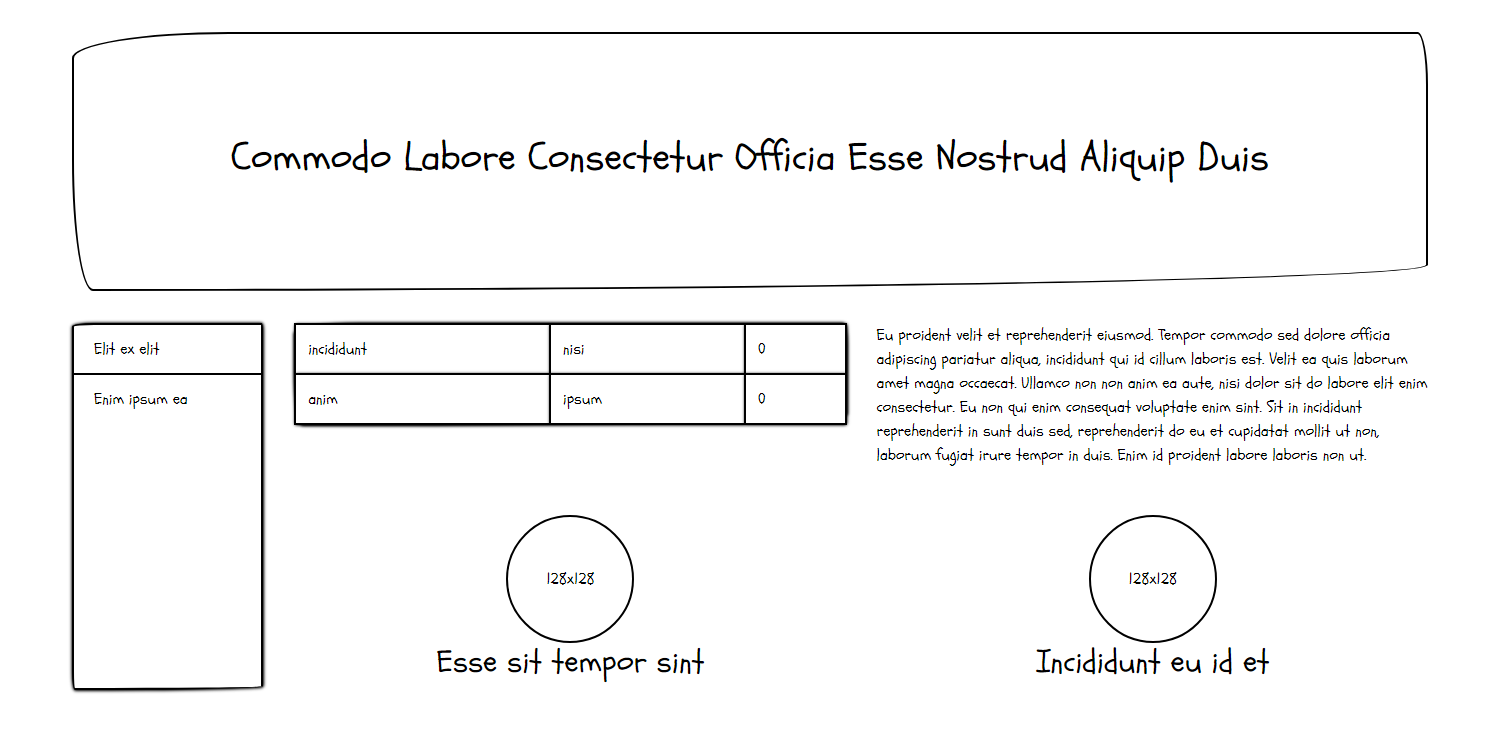 Commodo Labore Consectetur Officia Esse Nostrud Aliquip Duis
Elit ex elit
Enim ipsum ea
incididunt nisi 0
anim ipsum 0
Eu proident velit et reprehenderit eiusmod. Tempor commodo sed dolore officia
adipiscing pariatur aliqua, incididunt qui id cillum laboris est. Velit ea quis laborum
amet magna occaecat. Ullamco non non anim ea aute, nisi dolor sit do labore elit enim
consectetur. Eu non qui enim consequat voluptate enim sint. Sit in incididunt
reprehenderit in sunt duis sed, reprehenderit do eu et cupidatat mollit ut non,
laborum fugiat irure tempor in duis. Enim id proident labore laboris non ut.
128x128
Esse sit tempor sint
128x128
Incididunt eu id et